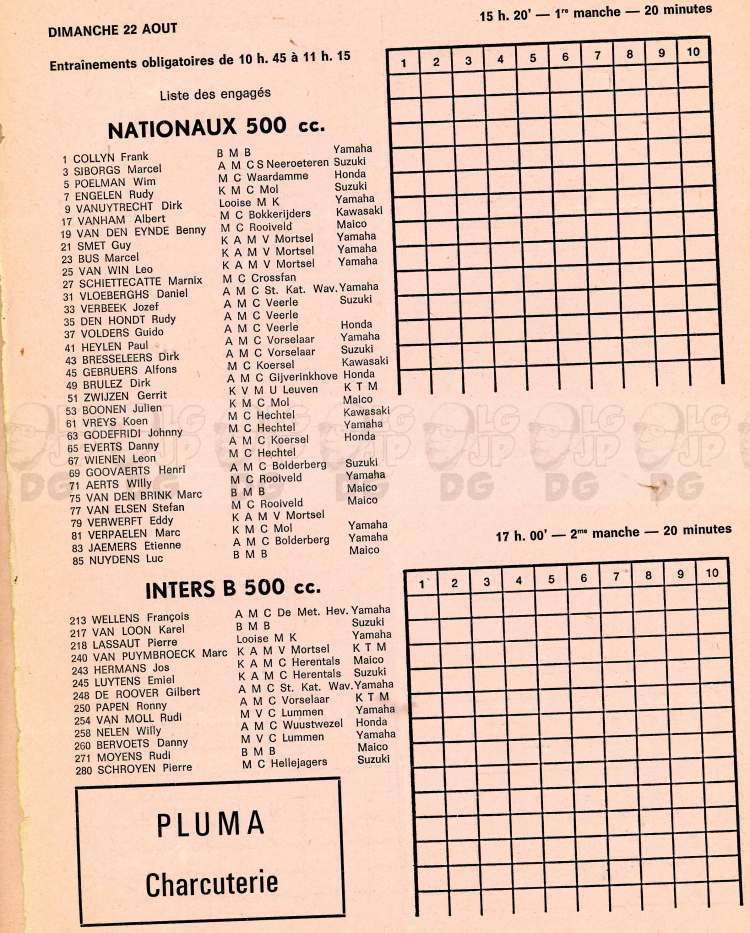 DIMANCHE 22 AOUT
Entraînements obligatoires de 10 h. 45 à 11 h. 15
Liste des engagés
NATIONAUX 500 cc.
1 COLLYN Frank B M B Yamaha
3 SIBORGS Marcel A M C S Neeroeteren Suzuki
5 POELMAN Wim M C Waardamme Honda
7 ENGELEN Rudy K M C Mol Suzuki
9 VANUYTRECHT Dirk Looise M K Yamaha
17 VANHAM Albert M C Bokkerijders Kawasaki
19 VAN DEN EYNDE Benny M C Rooiveld Maico
21 SMET Guy K A M V Mortsel Yamaha
23 BUS Marcel K A M V Mortsel Yamaha
25 VAN WIN Leo K A M V Mortsel Yamaha
27 SCHIETTECATTE Marnix M C Crossfan
31 VLOEBERGHS Daniel A M C St. Kat. Wav. Yamaha
33 VERBEEK Jozef A M C Veerle Suzuki
35 DEN HONDT Rudy A M C Veerle
37 VOLDERS Guido A M C Veerle Honda
41 HEYLEN Paul A M C Vorselaar Yamaha
43 BRESSELEERS Dirk A M C Vorselaar Suzuki
45 GEBRUERS Alfons M C Koersel Kawasaki
49 BRULEZ Dirk A M C Gijverinkhove Honda
51 ZWIJZEN Gerrit K V M U Leuven K T M
53 BOONEN Julien K M C Mol Maico
61 VREYS Koen M C Hechtel Kawasaki
63 GODEFRIDI Johnny M C Hechtel Yamaha
65 EVERTS Danny A M C Koersel Honda
67 WIENEN Leon M C Hechtel
69 GOOVAERTS Henri A M C Bolderberg Suzuki
71 AERTS Willy M C Rooiveld Yamaha
75 VAN DEN BRINK Marc B M B Maico
77 VAN ELSEN Stefan M C Rooiveld Maico
79 VERWERFT Eddy K A M V Mortsel
81 VERPAELEN Marc K M C Mol Yamaha
83 JAEMERS Etienne A M C Bolderberg Yamaha
85 NUYDENS Luc B M B Maico
INTERS B 500 cc.
213 WELLENS François A M C De Met. Hev. Yamaha
217 VAN LOON Karel B M B Suzuki
218 LASSAUT Pierre Looise M K Yamaha
240 VAN PUYMBROECK Marc K A M V Mortsel K T M
243 HERMANS Jos K A M C Herentals Maico
245 LUYTENS Emiel K A M C Herentals Suzuki
248 DE ROOVER Gilbert A M C St. Kat. Wav. Yamaha
250 PAPEN Ronny A M C Vorselaar K T M
254 VAN MOLL Rudi M V C Lummen Yamaha
258 NELEN Willy A M C Wuustwezel Honda
260 BERVOETS Danny M V C Lummen Yamaha
271 MOYENS Rudi B M B Maico
280 SCHROYEN Pierre M C Hellejagers Suzuki
PLUMA
Charcuterie
15 h. 20' — 1re manche — 20 minutes
1 2 3 4 5 6 7 8 9 10
17 h. 00' — 2me manche — 20 minutes
1 2 3 4 5 6 7 8 9 10
LG
JP
DG